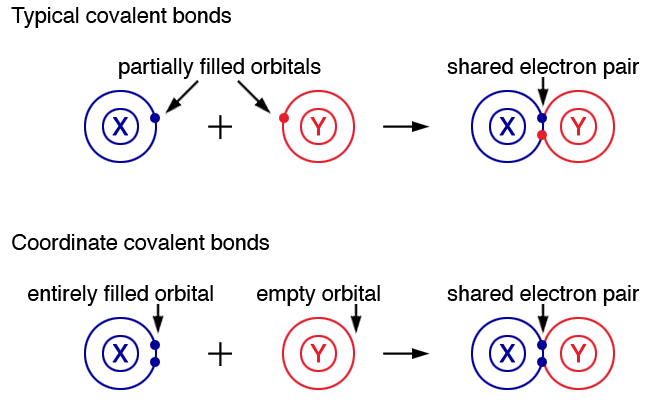 Typical covalent bonds
partially filled orbitals
shared electron pair
X + Y X Y
Coordinate covalent bonds
entirely filled orbital empty orbital shared electron pair
X + Y X Y